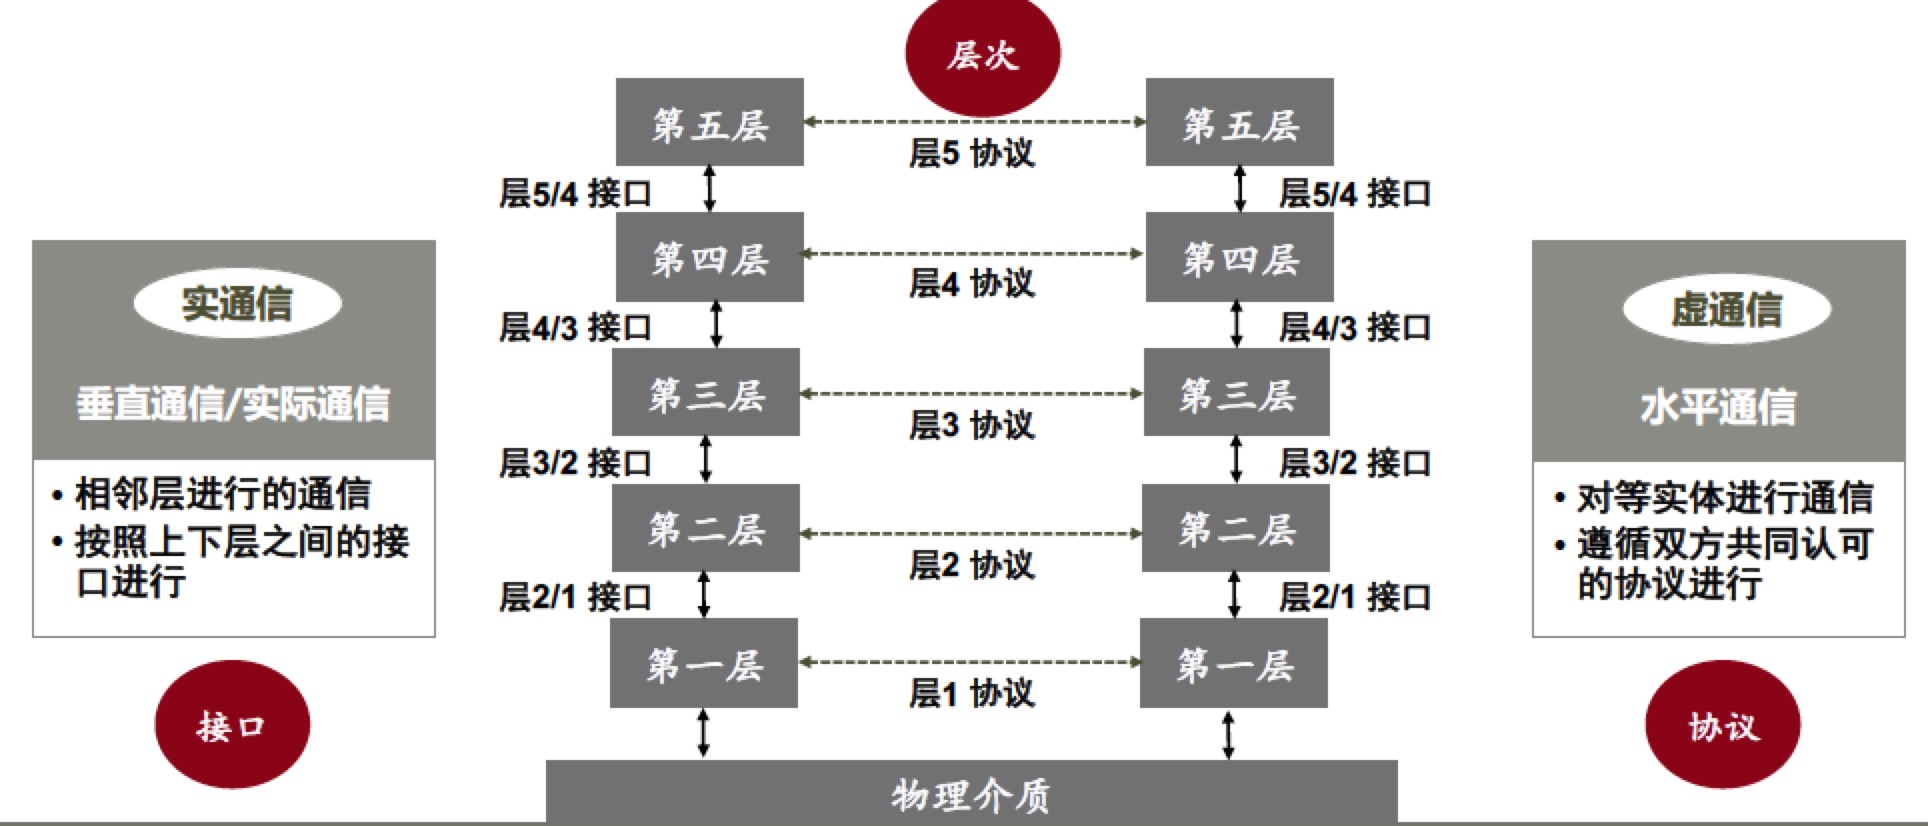 层次
第五层
第五层
层5 协议
层5/4 接口
层5/4 接口
第四层
第四层
层4 协议
层4/3 接口
层4/3 接口
第三层
第三层
层3 协议
层3/2 接口
层3/2 接口
第二层
第二层
层2 协议
层2/1 接口
层2/1 接口
第一层
第一层
层1 协议
物理介质
实通信
垂直通信/实际通信
• 相邻层进行的通信
• 按照上下层之间的接
口进行
接口
虚通信
水平通信
• 对等实体进行通信
• 遵循双方共同认可
的协议进行
协议